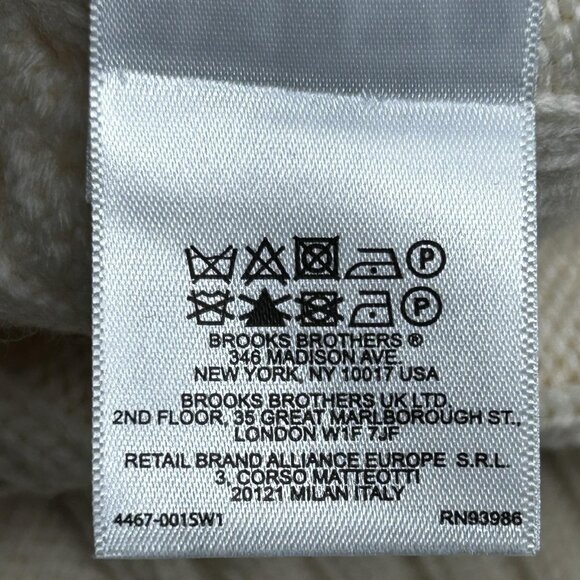 P
P
BROOKS BROTHERS ®
346 MADISON AVE.
NEW YORK, NY 10017 USA
BROOKS BROTHERS UK LTD
2ND FLOOR, 35 GREAT MARLBOROUGH ST.,
LONDON W1F 7JF
RETAIL BRAND ALLIANCE EUROPE S.R.L.
3, CORSO MATTEOTTI
20121 MILAN ITALY
4467-001SW1 RN93986